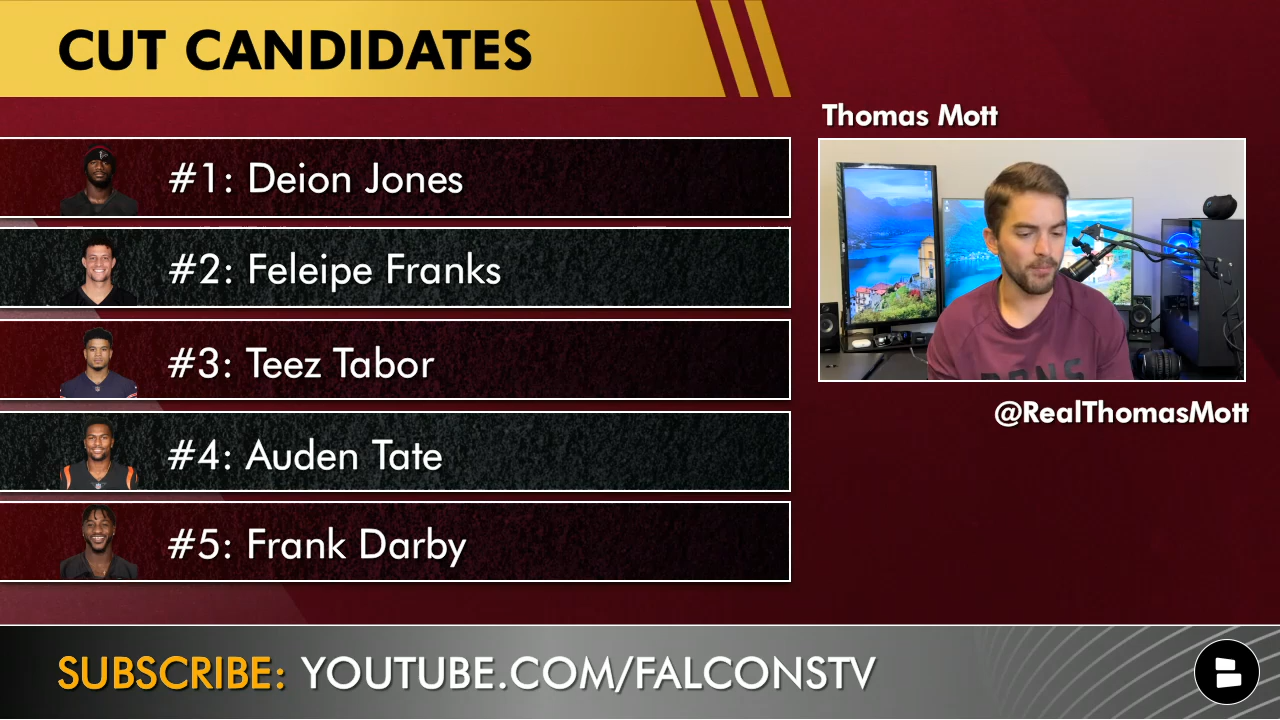 CUT CANDIDATES
Thomas Mott
#1: Deion Jones
#2: Feleipe Franks
#3: Teez Tabor
#4: Auden Tate
#5: Frank Darby
@RealThomasMott
SUBSCRIBE: YOUTUBE.COM/FALCONSTV